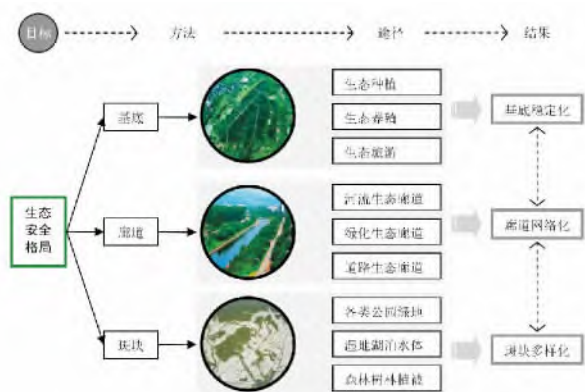 目标
方法
途径
结果
生态
安全
格局
基底
廊道
斑块
生态种植
生态养殖
生态旅游
河流生态廊道
绿化生态廊道
道路生态廊道
各类公园绿地
湿地湖泊水体
森林树林植被
基底稳定化
廊道网络化
斑块多样化